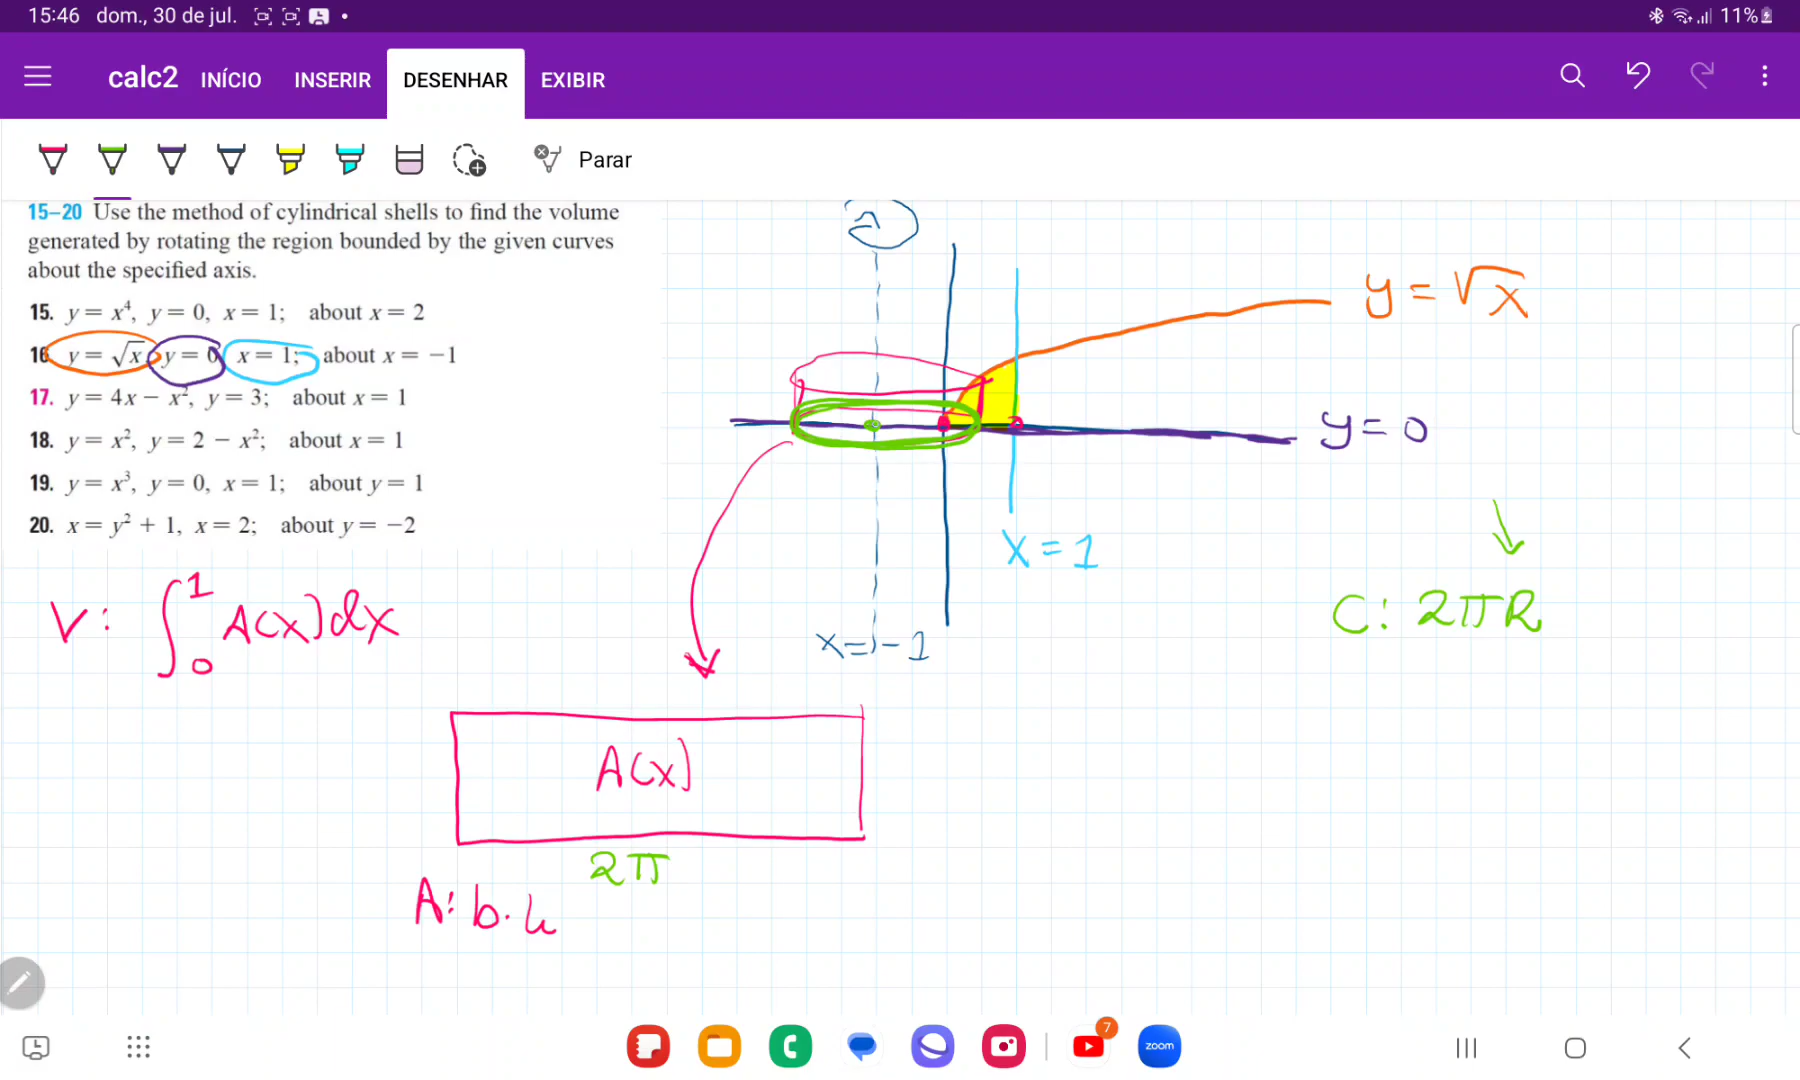 15:46 dom., 30 de jul. 11%
calc2 INÍCIO INSERIR DESENHAR EXIBIR
Parar
15–20 Use the method of cylindrical shells to find the volume
generated by rotating the region bounded by the given curves
about the specified axis.
15. y = x⁴, y = 0, x = 1; about x = 2
16 y = √x, y = 0, x = 1; about x = −1
17. y = 4x − x², y = 3; about x = 1
18. y = x², y = 2 − x²; about x = 1
19. y = x³, y = 0, x = 1; about y = 1
20. x = y² + 1, x = 2; about y = −2
y = √x
y = 0
x = 1
x = -1
C: 2πR
V: ∫₀¹ A(x) dx
A(x)
2π
A: b.h
7
zoom